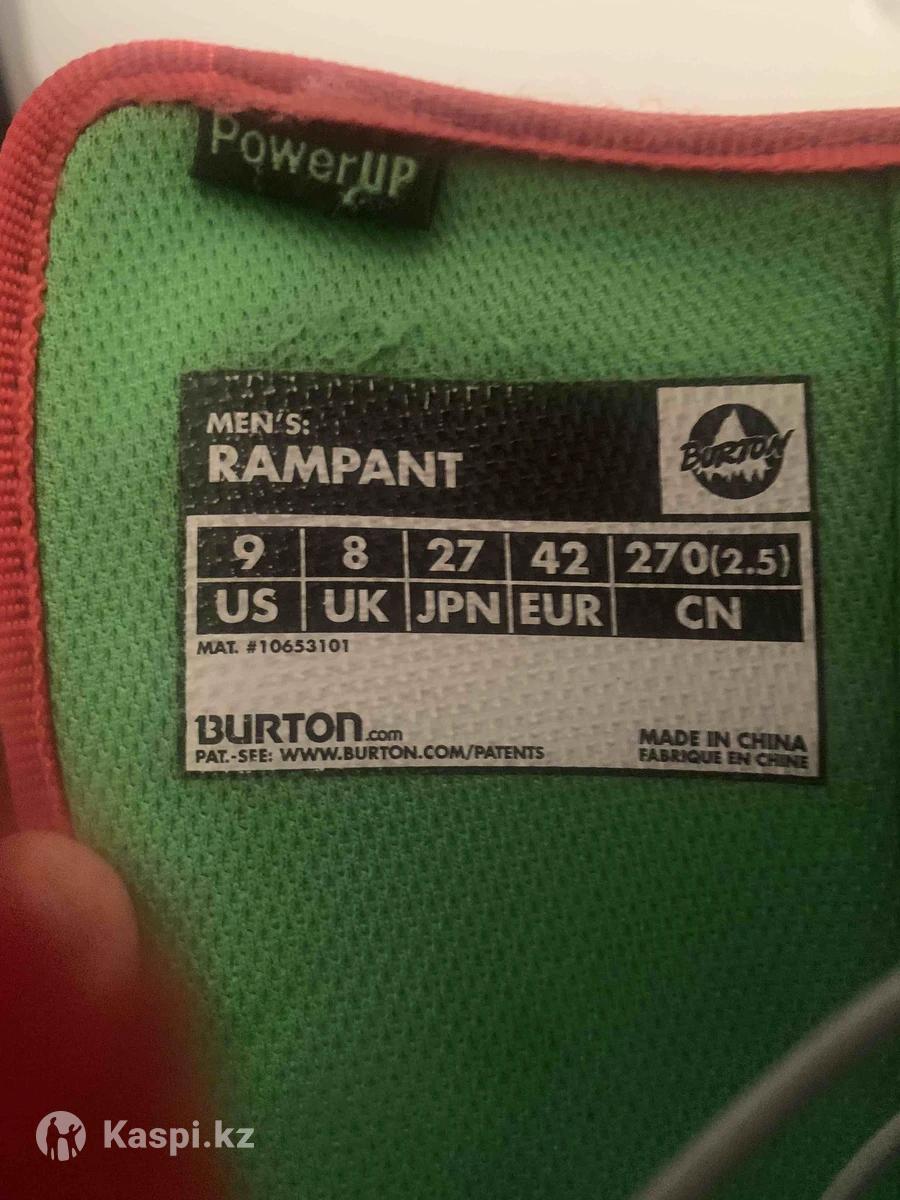 PowerUP
MEN'S:
RAMPANT
BURTON
9 8 27 42 270(2.5)
US UK JPN EUR CN
MAT. #10653101
BURTON.com
PAT.-SEE: WWW.BURTON.COM/PATENTS
MADE IN CHINA
FABRIQUE EN CHINE
Kaspi.kz